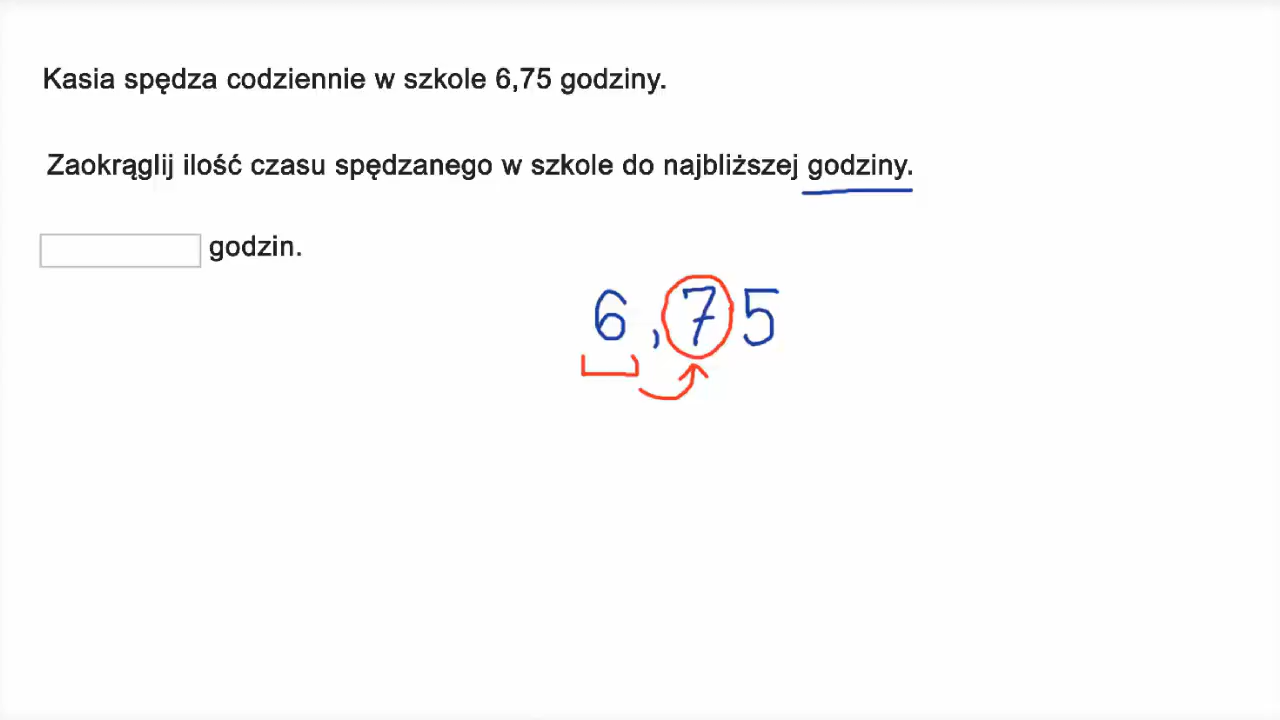 Kasia spędza codziennie w szkole 6,75 godziny.
Zaokrąglij ilość czasu spędzanego w szkole do najbliższej godziny.
godzin.
6,75